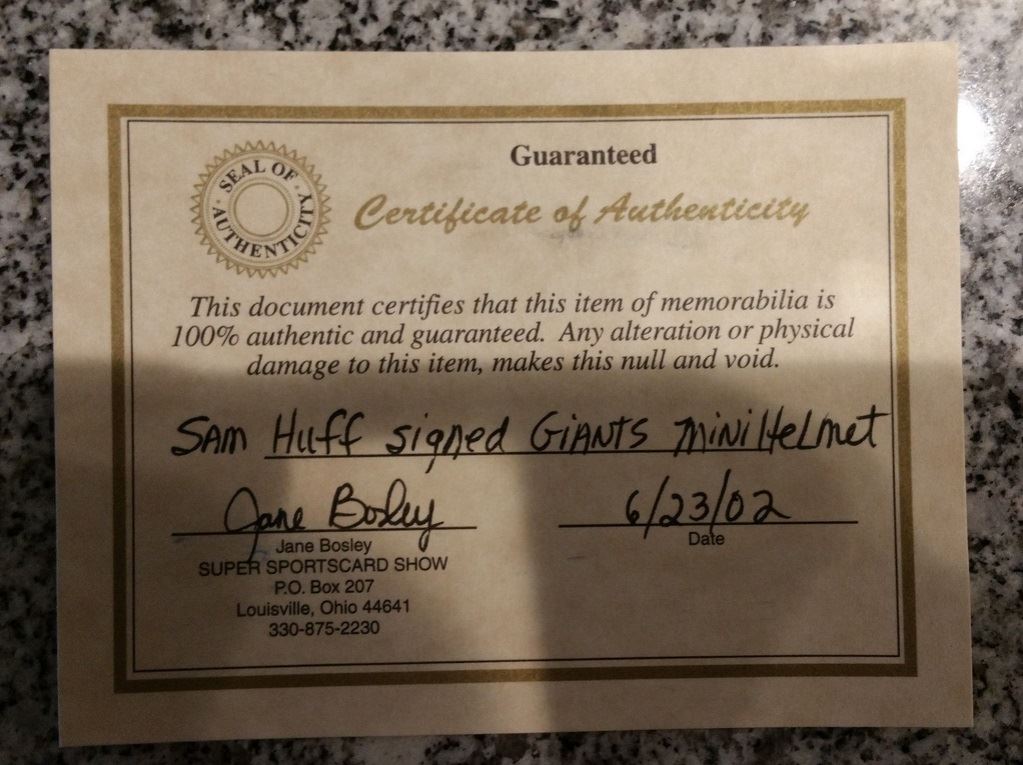 Guaranteed
SEAL OF AUTHENTICITY
Certificate of Authenticity
This document certifies that this item of memorabilia is
100% authentic and guaranteed. Any alteration or physical
damage to this item, makes this null and void.
SAM Huff signed GIANTS MiNi HeLmet
Jane Bosley 6/23/02
Jane Bosley Date
SUPER SPORTSCARD SHOW
P.O. Box 207
Louisville, Ohio 44641
330-875-2230